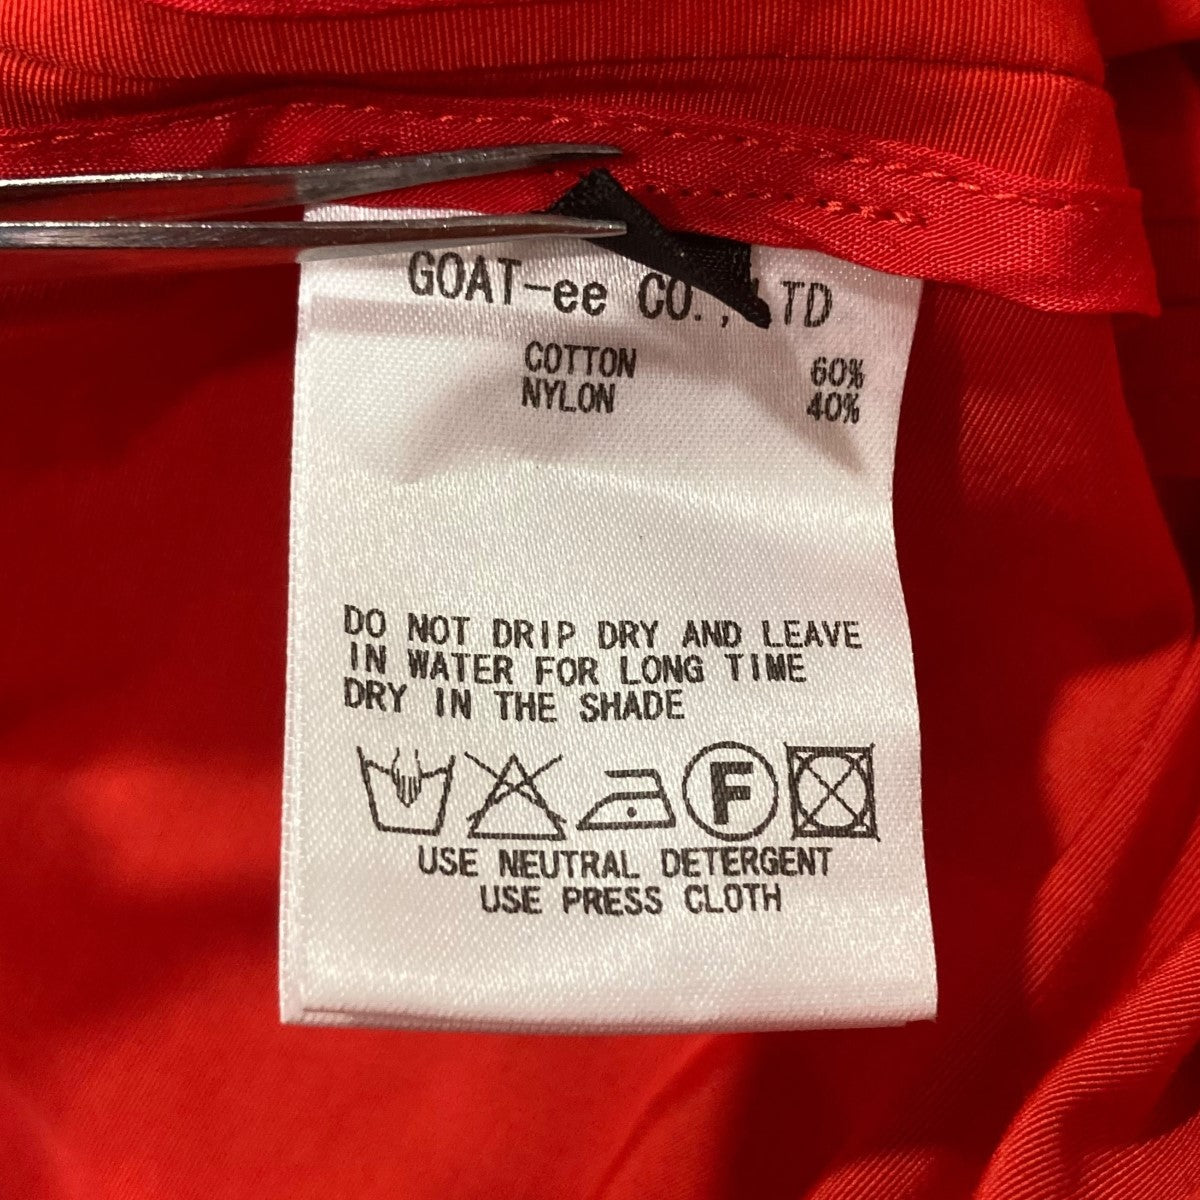 GOAT-ee CO., LTD
COTTON 60%
NYLON 40%
DO NOT DRIP DRY AND LEAVE
IN WATER FOR LONG TIME
DRY IN THE SHADE
F
USE NEUTRAL DETERGENT
USE PRESS CLOTH